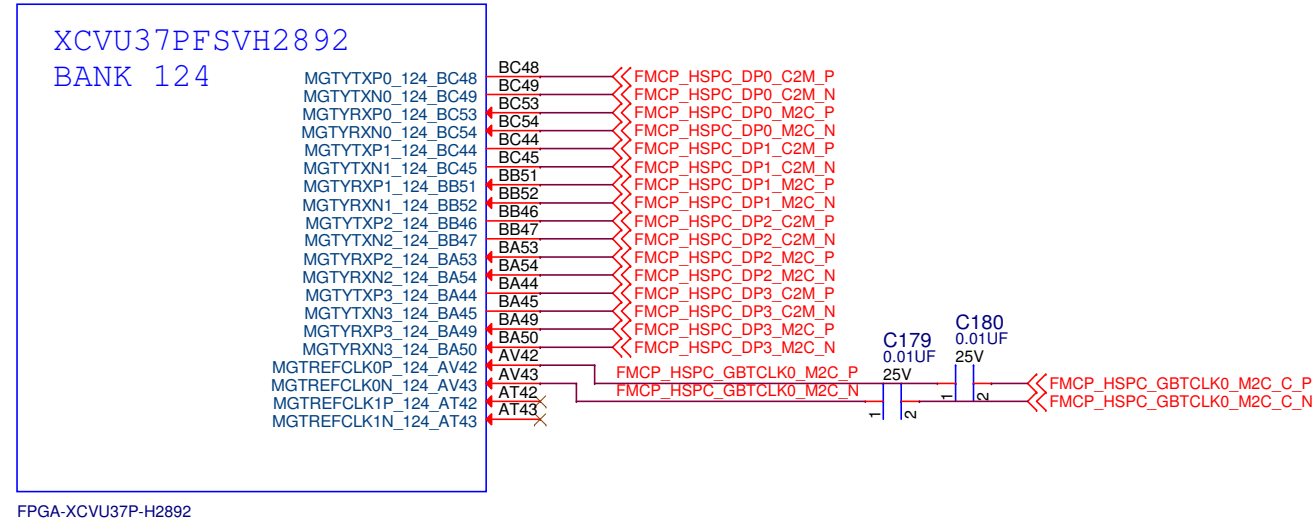 XCVU37PFSVH2892
BANK 124
MGTYTXP0_124_BC48 BC48 FMCP_HSPC_DP0_C2M_P
MGTYTXN0_124_BC49 BC49 FMCP_HSPC_DP0_C2M_N
MGTYRXP0_124_BC53 BC53 FMCP_HSPC_DP0_M2C_P
MGTYRXN0_124_BC54 BC54 FMCP_HSPC_DP0_M2C_N
MGTYTXP1_124_BC44 BC44 FMCP_HSPC_DP1_C2M_P
MGTYTXN1_124_BC45 BC45 FMCP_HSPC_DP1_C2M_N
MGTYRXP1_124_BB51 BB51 FMCP_HSPC_DP1_M2C_P
MGTYRXN1_124_BB52 BB52 FMCP_HSPC_DP1_M2C_N
MGTYTXP2_124_BB46 BB46 FMCP_HSPC_DP2_C2M_P
MGTYTXN2_124_BB47 BB47 FMCP_HSPC_DP2_C2M_N
MGTYRXP2_124_BA53 BA53 FMCP_HSPC_DP2_M2C_P
MGTYRXN2_124_BA54 BA54 FMCP_HSPC_DP2_M2C_N
MGTYTXP3_124_BA44 BA44 FMCP_HSPC_DP3_C2M_P
MGTYTXN3_124_BA45 BA45 FMCP_HSPC_DP3_C2M_N
MGTYRXP3_124_BA49 BA49 FMCP_HSPC_DP3_M2C_P
MGTYRXN3_124_BA50 BA50 FMCP_HSPC_DP3_M2C_N
MGTREFCLK0P_124_AV42 AV42 FMCP_HSPC_GBTCLK0_M2C_P
MGTREFCLK0N_124_AV43 AV43 FMCP_HSPC_GBTCLK0_M2C_N
MGTREFCLK1P_124_AT42 AT42
MGTREFCLK1N_124_AT43 AT43
C179
0.01UF
25V
1 2
C180
0.01UF
25V
1 2
FMCP_HSPC_GBTCLK0_M2C_C_P
FMCP_HSPC_GBTCLK0_M2C_C_N
FPGA-XCVU37P-H2892